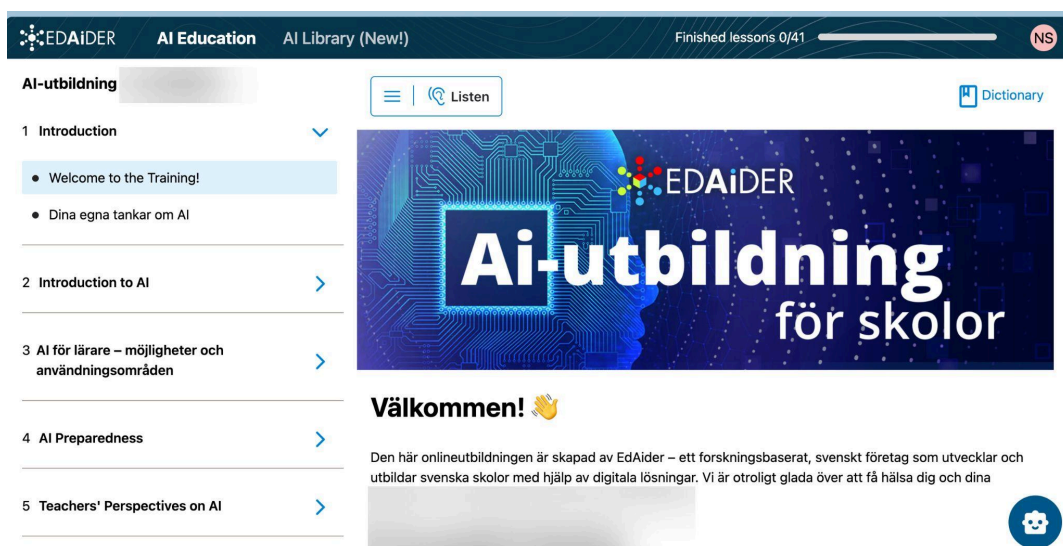 EDAiDER AI Education AI Library (New!) Finished lessons 0/41 NS
AI-utbildning
1 Introduction
Welcome to the Training!
Dina egna tankar om AI
2 Introduction to AI
3 AI för lärare – möjligheter och
användningsområden
4 AI Preparedness
5 Teachers' Perspectives on AI
Listen
Dictionary
EDAiDER
Ai-utbildning
för skolor
Välkommen! 👋
Den här onlineutbildningen är skapad av EdAider – ett forskningsbaserat, svenskt företag som utvecklar och
utbildar svenska skolor med hjälp av digitala lösningar. Vi är otroligt glada över att få hälsa dig och dina